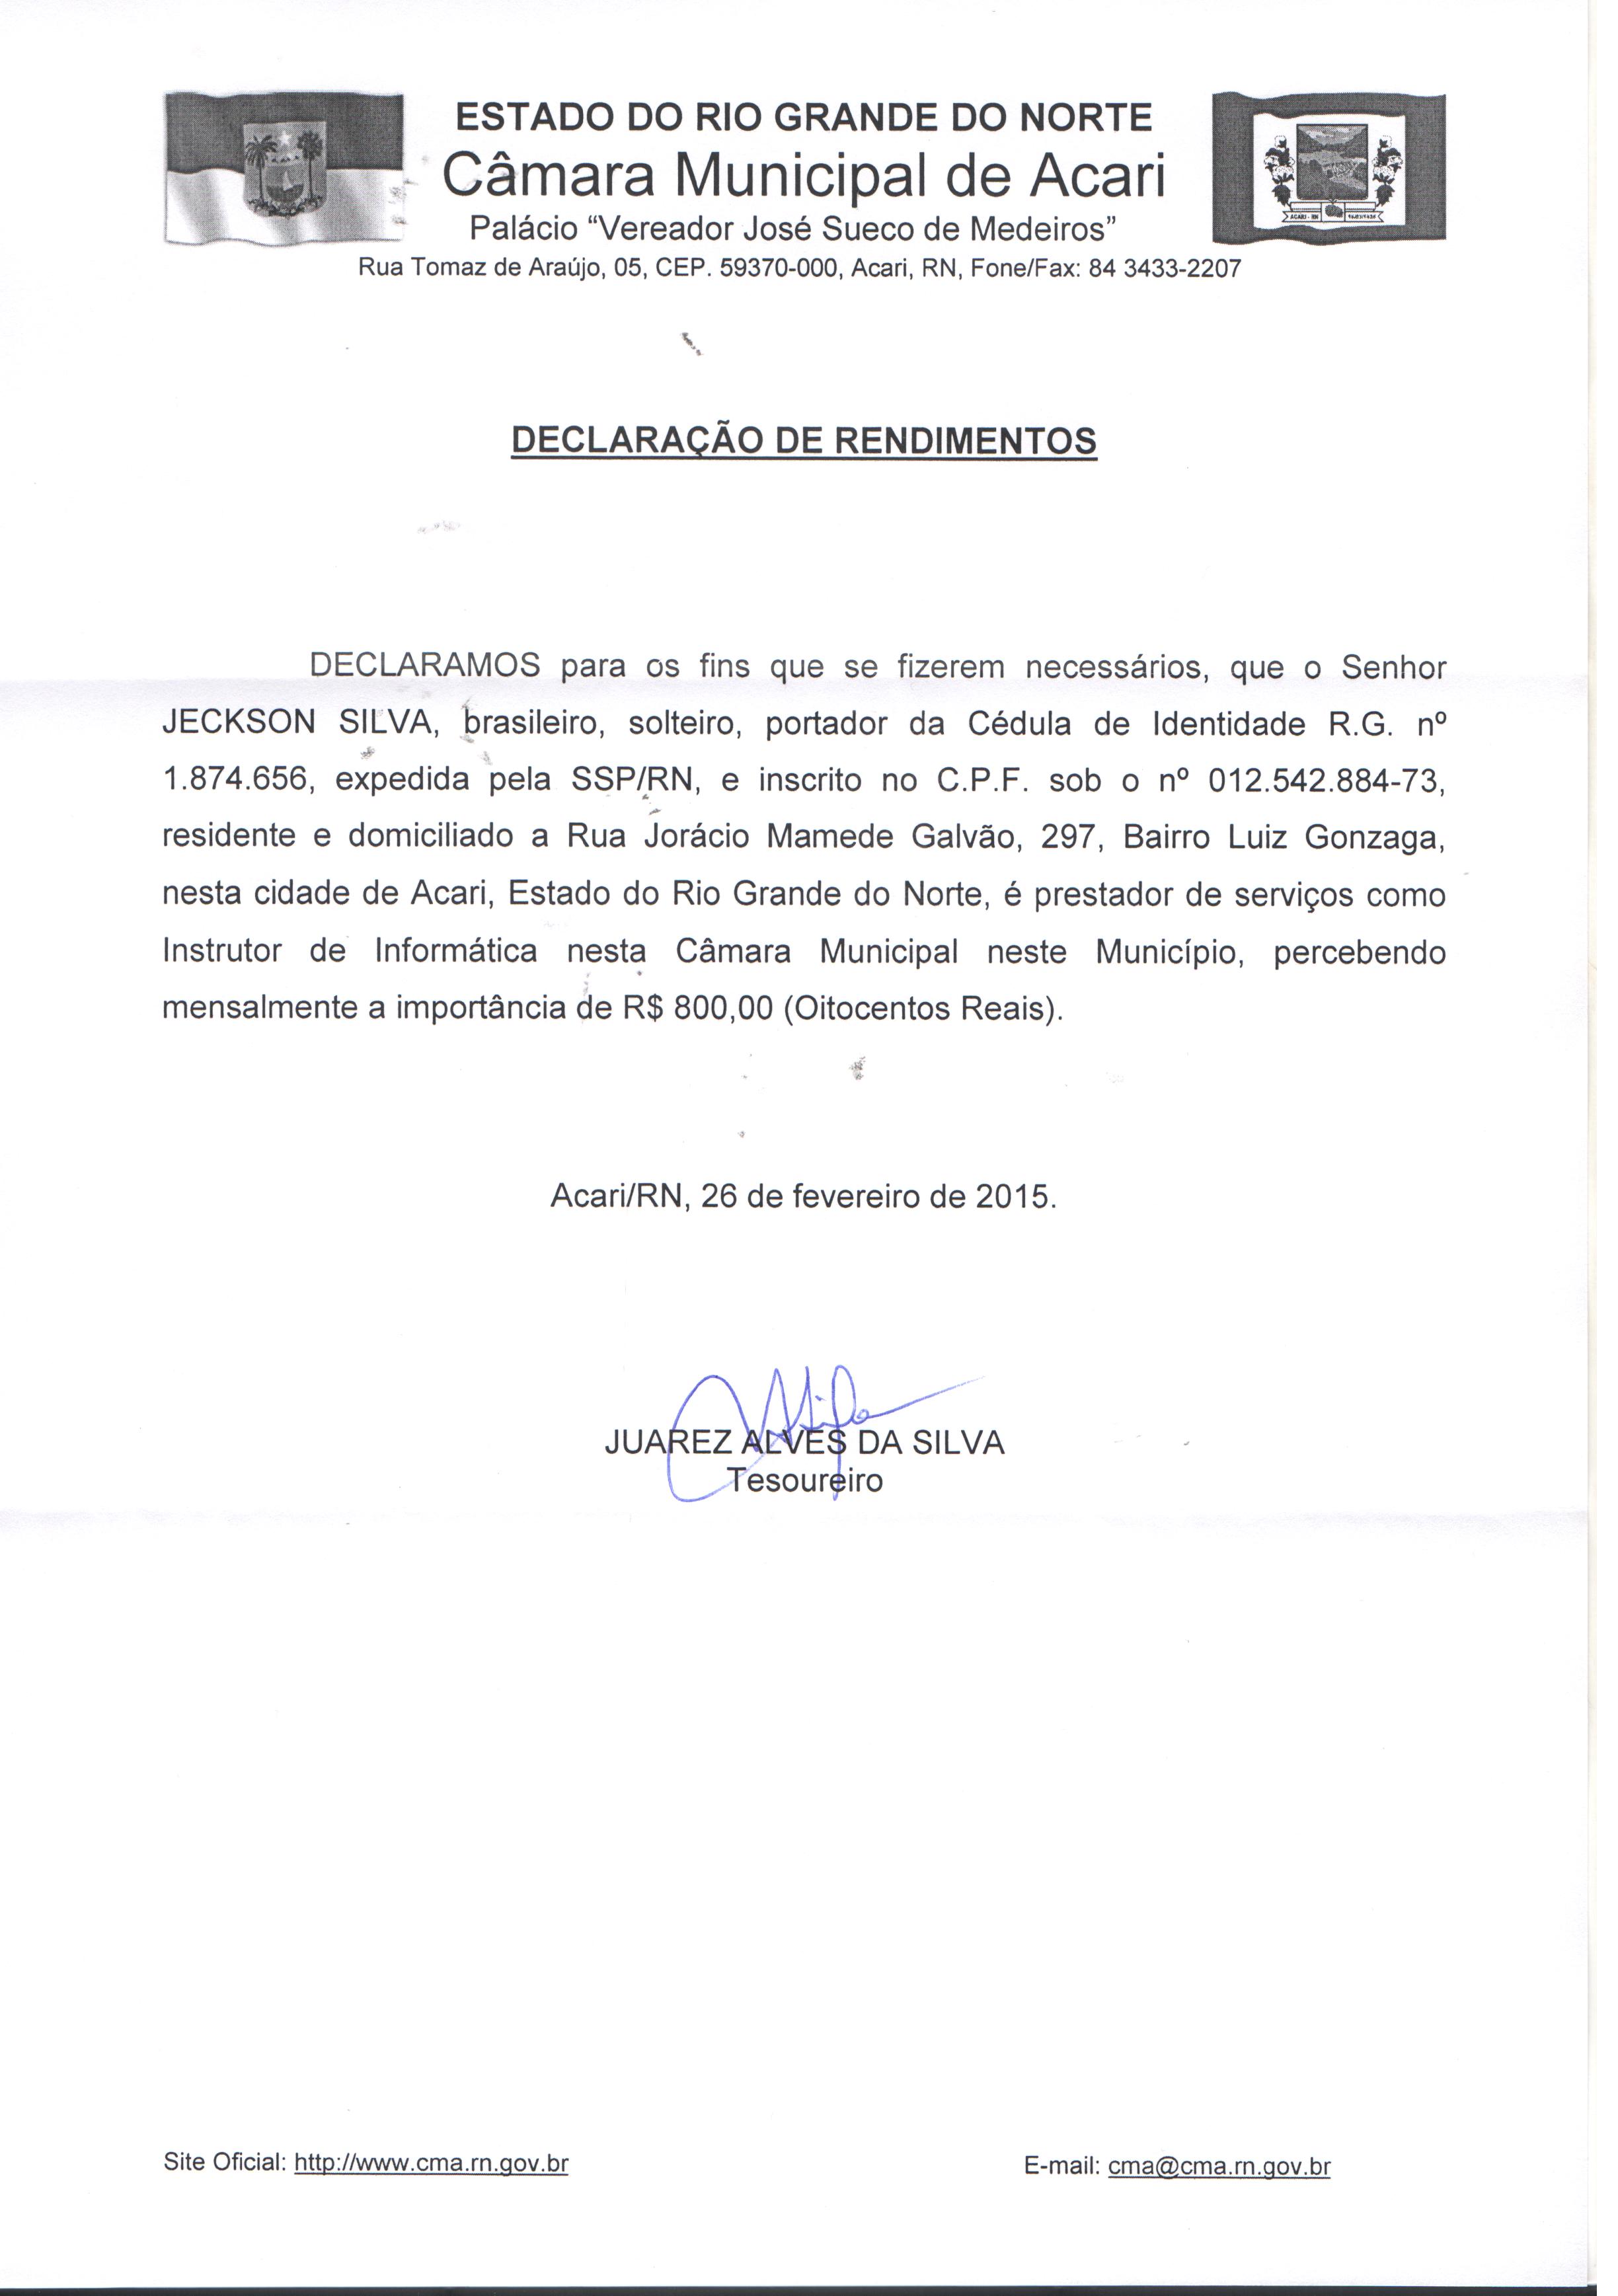 ESTADO DO RIO GRANDE DO NORTE
Câmara Municipal de Acari
Palácio “Vereador José Sueco de Medeiros”
Rua Tomaz de Araújo, 05, CEP. 59370-000, Acari, RN, Fone/Fax: 84 3433-2207
ACARI - RN
DECLARAÇÃO DE RENDIMENTOS
DECLARAMOS para os fins que se fizerem necessários, que o Senhor
JECKSON SILVA, brasileiro, solteiro, portador da Cédula de Identidade R.G. nº
1.874.656, expedida pela SSP/RN, e inscrito no C.P.F. sob o nº 012.542.884-73,
residente e domiciliado a Rua Jorácio Mamede Galvão, 297, Bairro Luiz Gonzaga,
nesta cidade de Acari, Estado do Rio Grande do Norte, é prestador de serviços como
Instrutor de Informática nesta Câmara Municipal neste Município, percebendo
mensalmente a importância de R$ 800,00 (Oitocentos Reais).
Acari/RN, 26 de fevereiro de 2015.
JUAREZ ALVES DA SILVA
Tesoureiro
Site Oficial: http://www.cma.rn.gov.br
E-mail: cma@cma.rn.gov.br